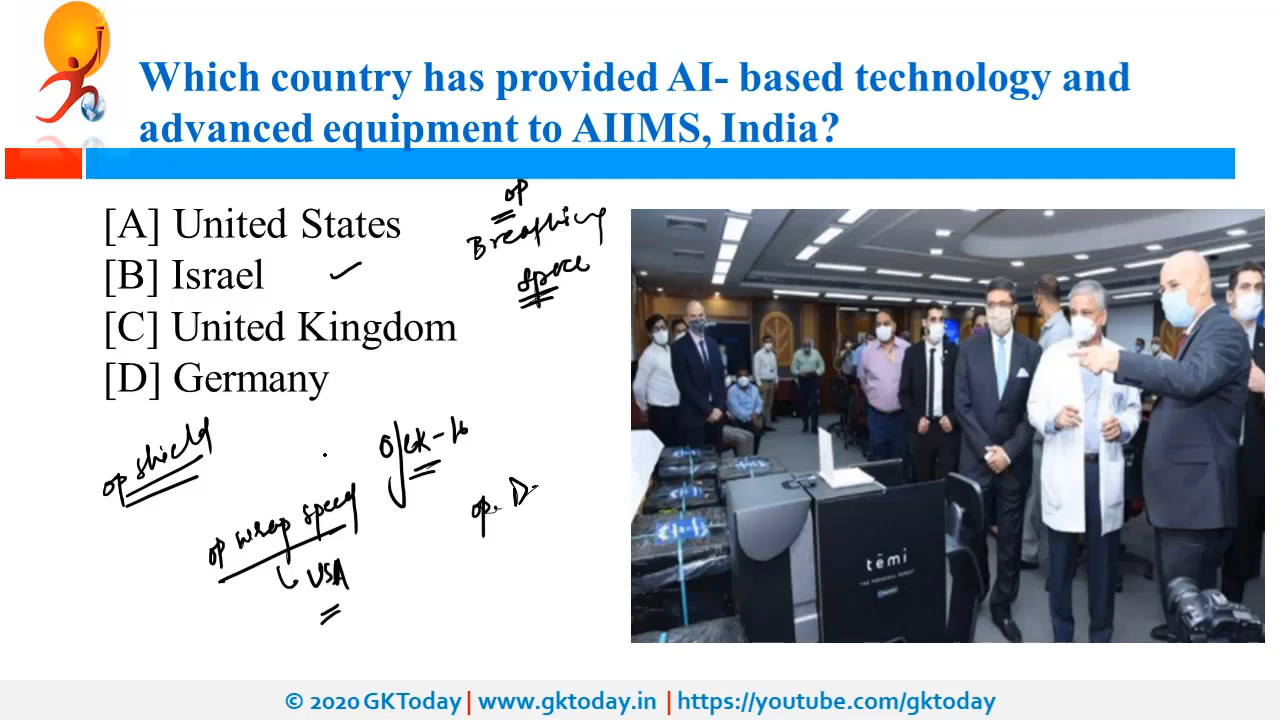 Which country has provided AI- based technology and
advanced equipment to AIIMS, India?
[A] United States
[B] Israel
[C] United Kingdom
[D] Germany
op
Breathing
space
op shield
op wrap speed
USA
op. D
tēmi
THE PERSONAL ROBOT
© 2020 GKToday | www.gktoday.in | https://youtube.com/gktoday